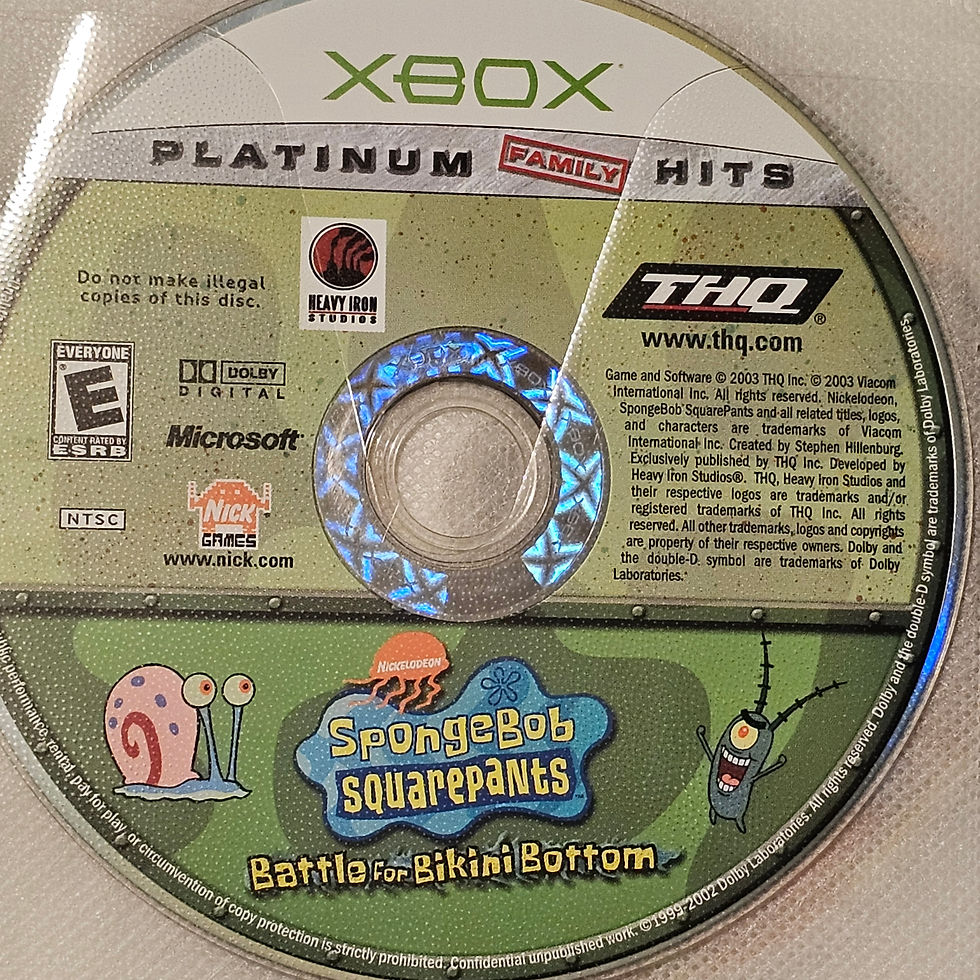 XBOX
PLATINUM FAMILY HITS
Do not make illegal
copies of this disc.
HEAVY IRON
STUDIOS
THQ®
www.thq.com
EVERYONE
E®
CONTENT RATED BY
ESRB
DOLBY
DIGITAL
Microsoft®
NTSC
NICK
GAMES
www.nick.com
Game and Software © 2003 THQ Inc. © 2003 Viacom
International Inc. All rights reserved. Nickelodeon,
SpongeBob SquarePants and all related titles, logos,
and characters are trademarks of Viacom
International Inc. Created by Stephen Hillenburg.
Exclusively published by THQ Inc. Developed by
Heavy Iron Studios®. THQ, Heavy Iron Studios and
their respective logos are trademarks and/or
registered trademarks of THQ Inc. All rights
reserved. All other trademarks, logos and copyrights
are property of their respective owners. Dolby and
the double-D symbol are trademarks of Dolby
Laboratories.
NICKELODEON
SpongeBob
SQUAREPANTS
Battle For Bikini Bottom
performance, rental, pay for play, or circumvention of copy protection is strictly prohibited. Confidential unpublished work. ©1999-2002 Dolby Laboratories. All rights reserved. Dolby and the double-D symbol are trademarks of Dolby Laboratories.